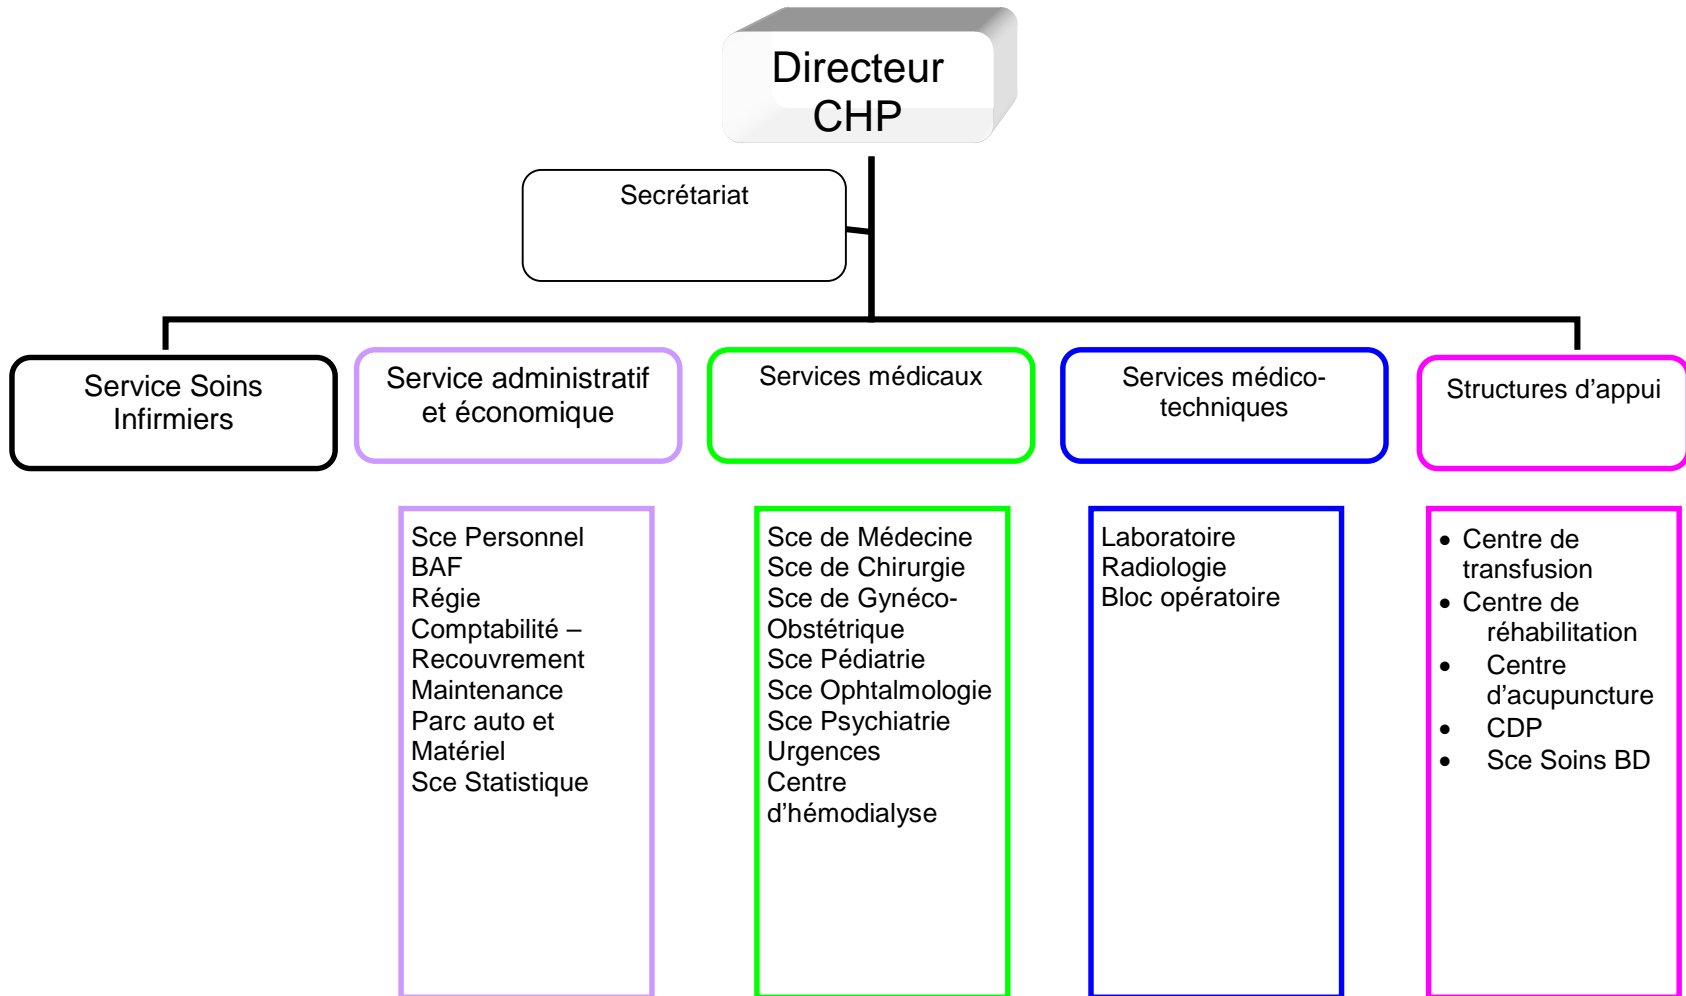 Directeur
CHP
Secrétariat
Service Soins
Infirmiers
Service administratif
et économique
Services médicaux
Services médico-
techniques
Structures d'appui
Sce Personnel
BAF
Régie
Comptabilité –
Recouvrement
Maintenance
Parc auto et
Matériel
Sce Statistique
Sce de Médecine
Sce de Chirurgie
Sce de Gynéco-
Obstétrique
Sce Pédiatrie
Sce Ophtalmologie
Sce Psychiatrie
Urgences
Centre
d'hémodialyse
Laboratoire
Radiologie
Bloc opératoire
• Centre de
transfusion
• Centre de
réhabilitation
• Centre
d'acupuncture
• CDP
• Sce Soins BD